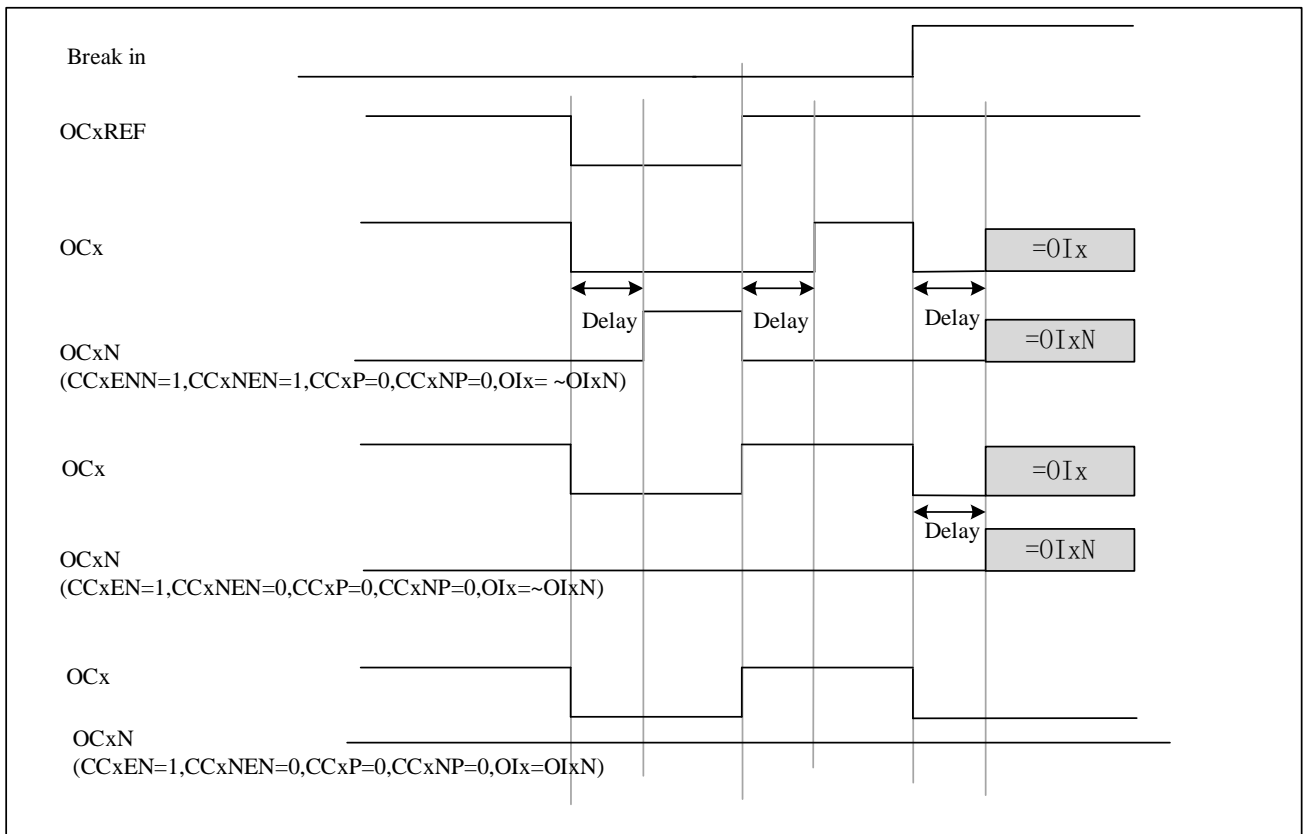 Break in
OCxREF
OCx
=OIx
Delay
Delay
Delay
=OIxN
OCxN
(CCxENN=1,CCxNEN=1,CCxP=0,CCxNP=0,OIx= ~OIxN)
OCx
=OIx
Delay
=OIxN
OCxN
(CCxEN=1,CCxNEN=0,CCxP=0,CCxNP=0,OIx=~OIxN)
OCx
OCxN
(CCxEN=1,CCxNEN=0,CCxP=0,CCxNP=0,OIx=OIxN)